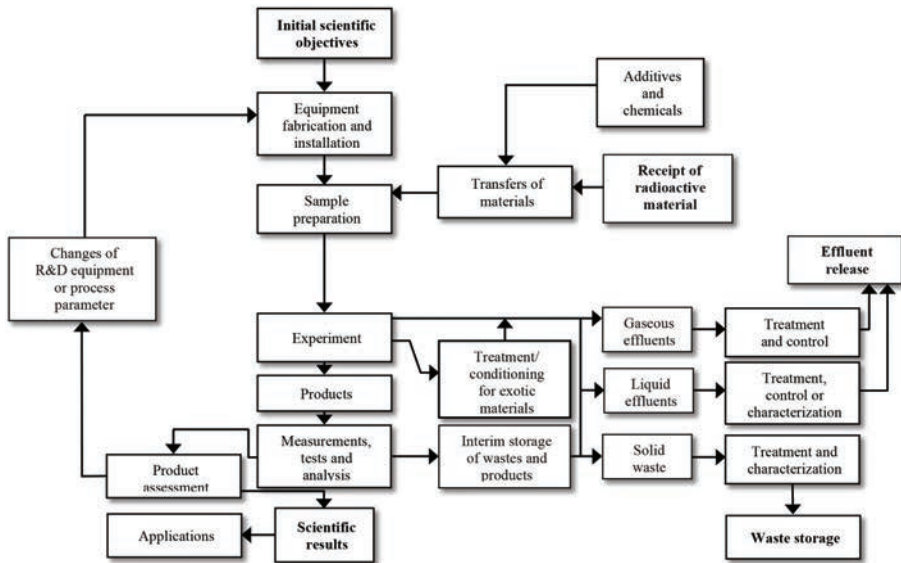 Initial scientific
objectives
Additives
and
chemicals
Equipment
fabrication and
installation
Receipt of
radioactive
material
Transfers of
materials
Sample
preparation
Changes of
R&D equipment
or process
parameter
Effluent
release
Experiment
Gaseous
effluents
Treatment
and control
Treatment/
conditioning
for exotic
materials
Products
Liquid
effluents
Treatment,
control or
characterization
Measurements,
tests and
analysis
Interim storage
of wastes and
products
Solid
waste
Treatment and
characterization
Product
assessment
Applications
Scientific
results
Waste storage